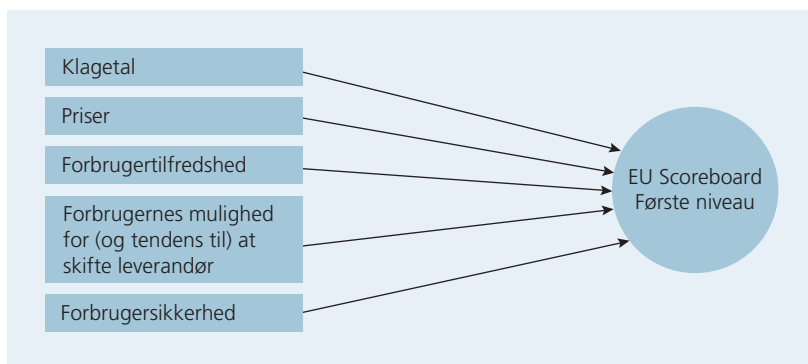 Klagetal
Priser
Forbrugertilfredshed
Forbrugernes mulighed
for (og tendens til) at
skifte leverandør
Forbrugersikkerhed
EU Scoreboard
Første niveau